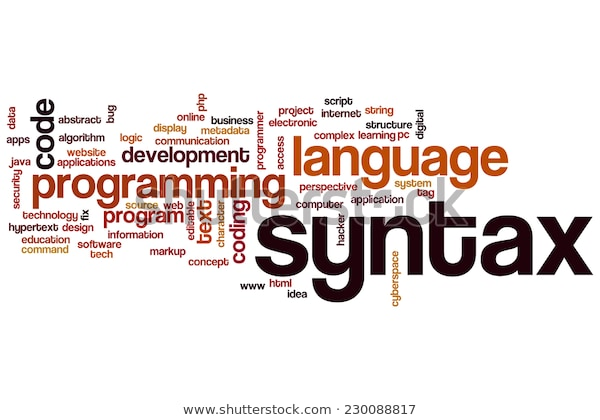 data
apps
code
abstract
bug
algorithm
java
website
applications
security
logic
display
online
php
communication
metadata
business
development
programmer
access
project
electronic
script
internet
string
structure
digital
complex
learning
pc
language
programming
perspective
system
tag
computer
application
technology
fix
source
program
web
editable
text
character
coding
hypertext
design
education
information
command
software
tech
markup
concept
syntax
hacker
cyberspace
www
html
idea
shutterstock
www.shutterstock.com · 230088817